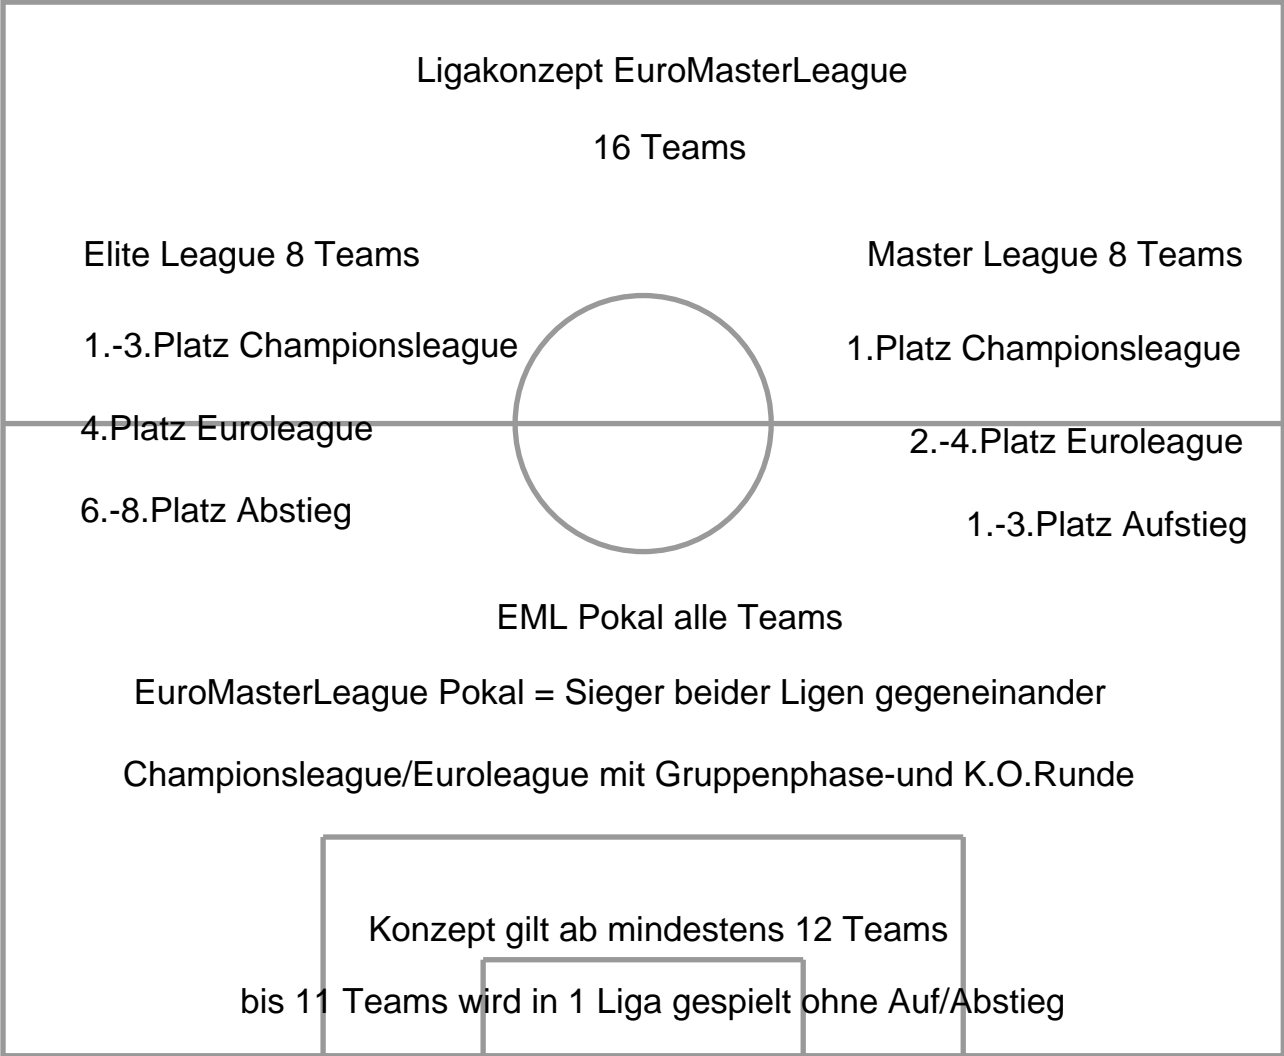 Ligakonzept EuroMasterLeague
16 Teams
Elite League 8 Teams
Master League 8 Teams
1.-3.Platz Championsleague
1.Platz Championsleague
4.Platz Euroleague
2.-4.Platz Euroleague
6.-8.Platz Abstieg
1.-3.Platz Aufstieg
EML Pokal alle Teams
EuroMasterLeague Pokal = Sieger beider Ligen gegeneinander
Championsleague/Euroleague mit Gruppenphase-und K.O.Runde
Konzept gilt ab mindestens 12 Teams
bis 11 Teams wird in 1 Liga gespielt ohne Auf/Abstieg